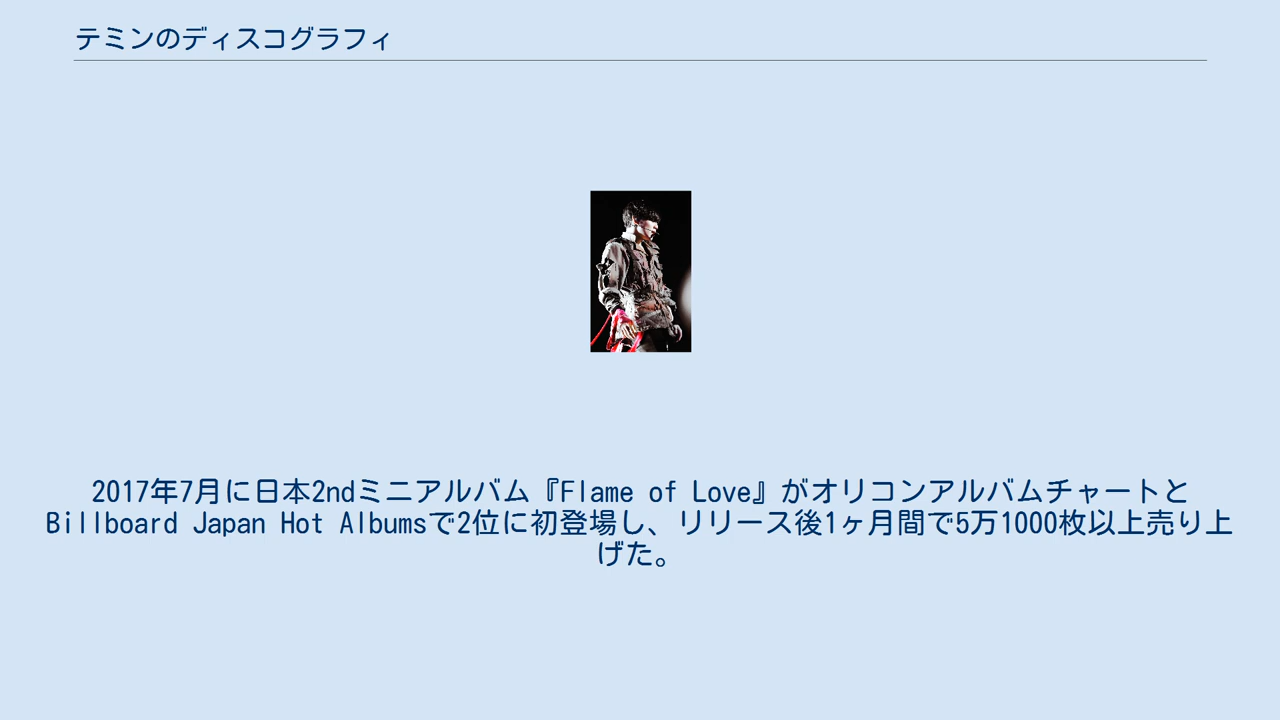 テミンのディスコグラフィ
2017年7月に日本2ndミニアルバム『Flame of Love』がオリコンアルバムチャートと
Billboard Japan Hot Albumsで2位に初登場し、リリース後1ヶ月間で5万1000枚以上売り上
げた。